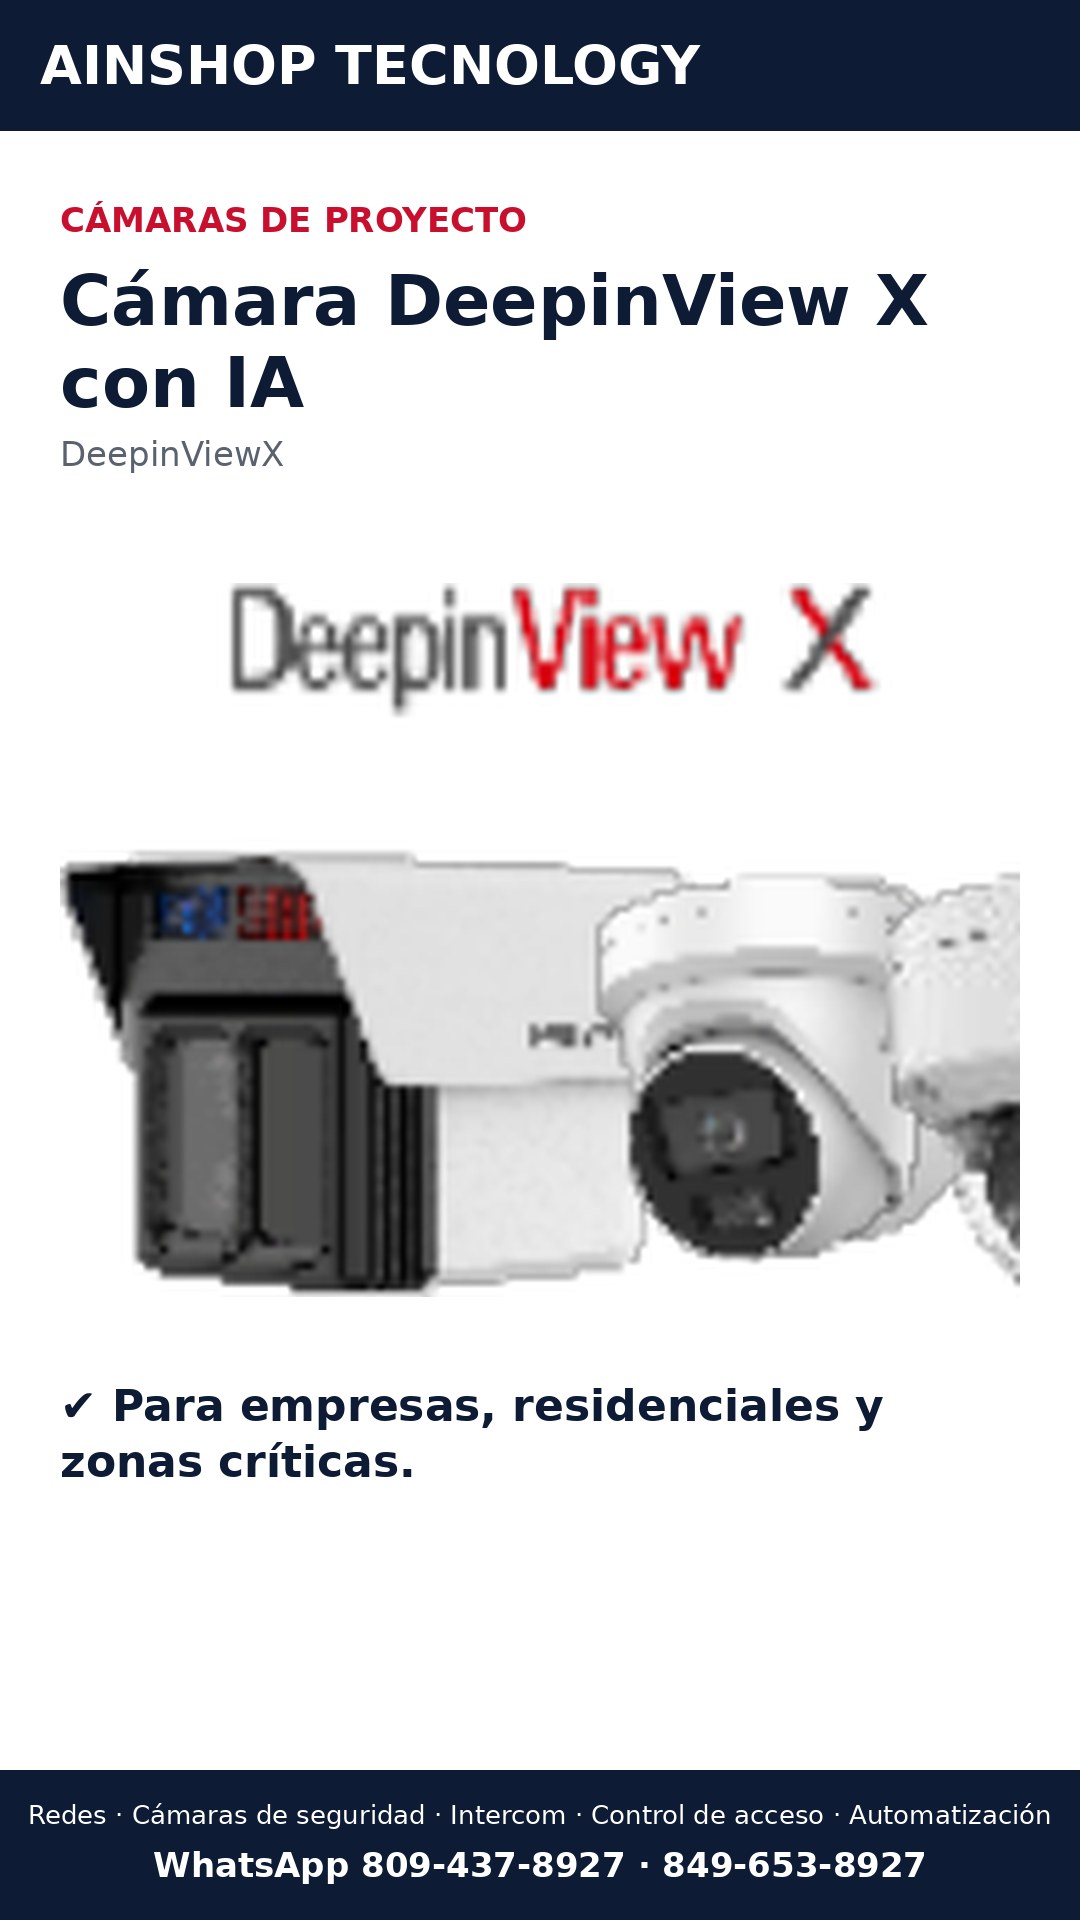 AINSHOP TECNOLOGY
CÁMARAS DE PROYECTO
Cámara DeepinView X
con IA
DeepinViewX
DeepinView X
✔ Para empresas, residenciales y
zonas críticas.
Redes · Cámaras de seguridad · Intercom · Control de acceso · Automatización
WhatsApp 809-437-8927 · 849-653-8927